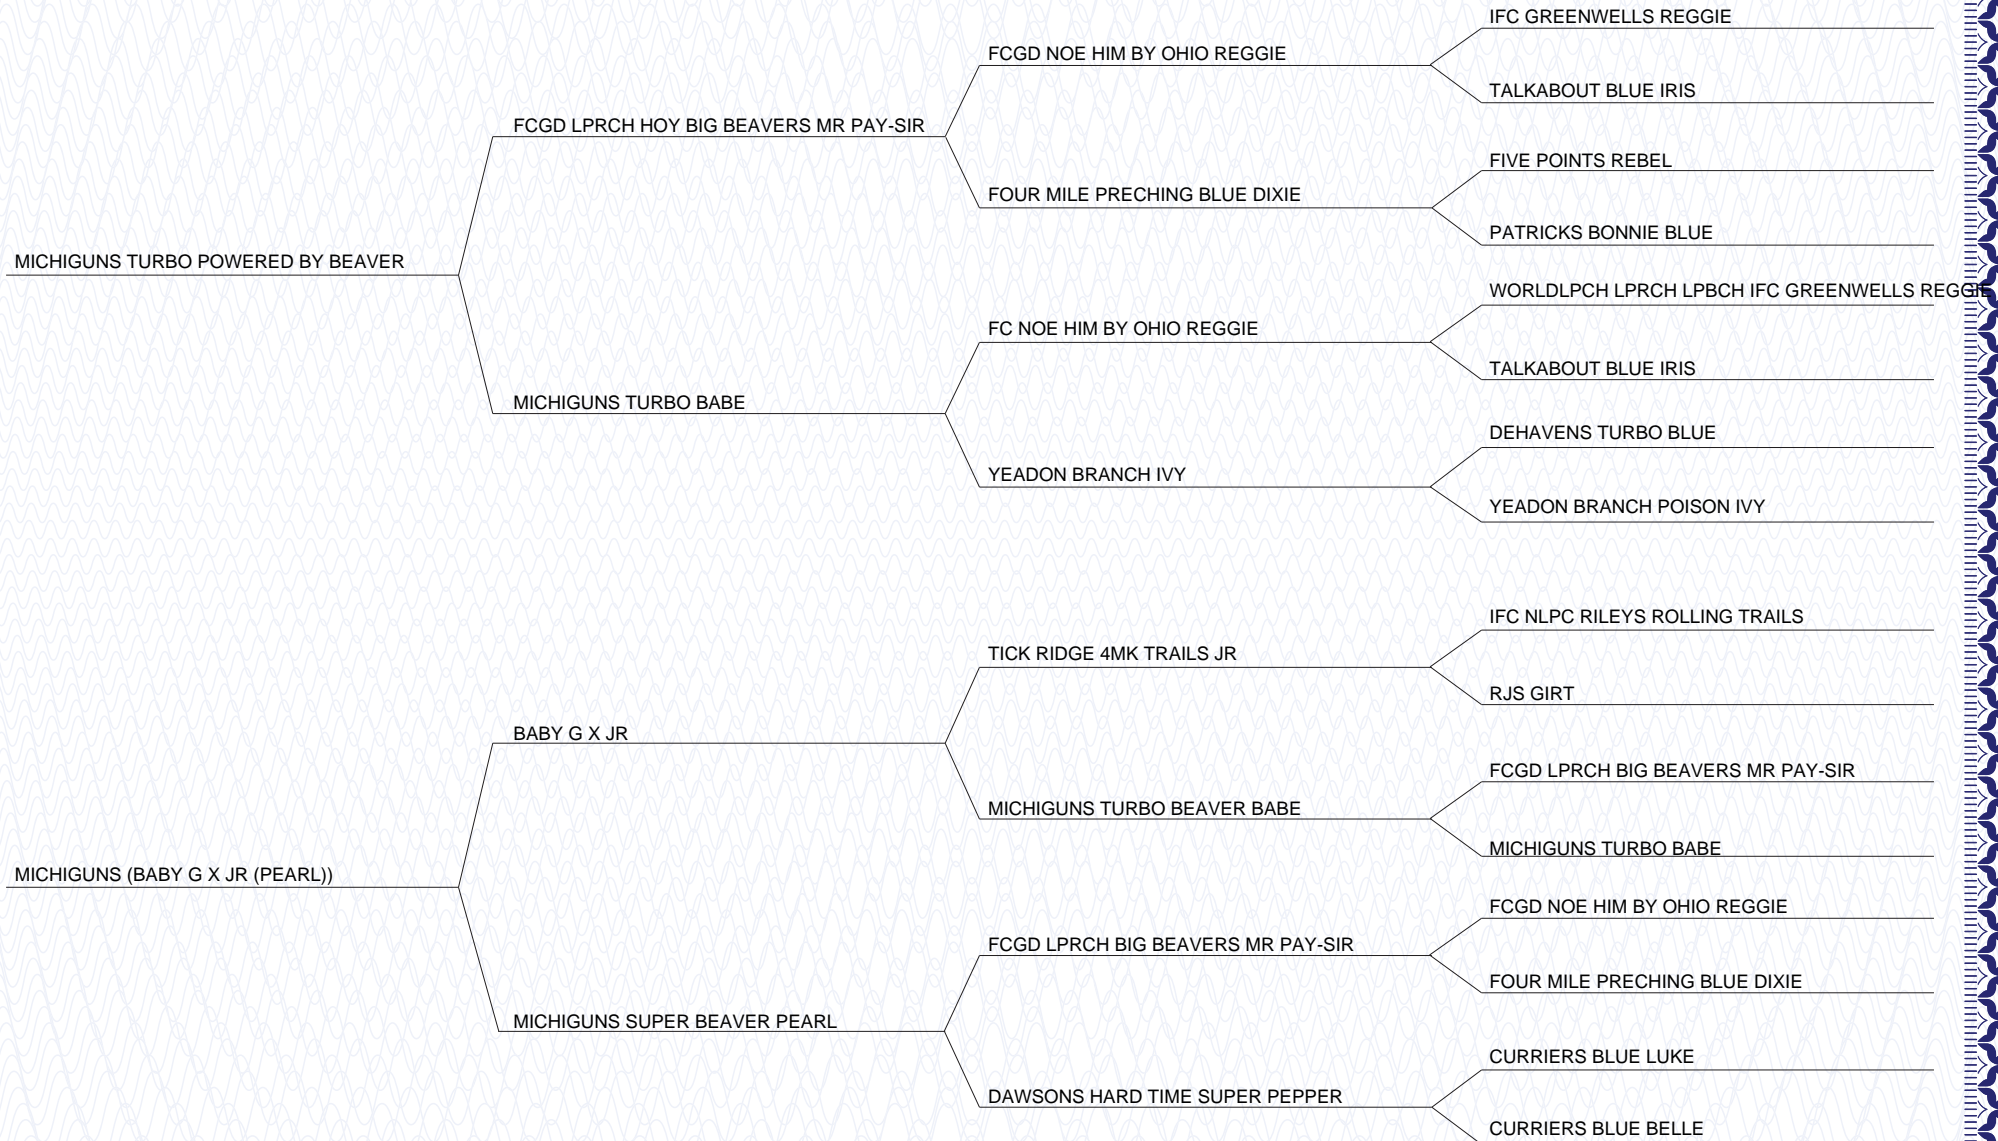 IFC GREENWELLS REGGIE
FCGD NOE HIM BY OHIO REGGIE
TALKABOUT BLUE IRIS
FCGD LPRCH HOY BIG BEAVERS MR PAY-SIR
FIVE POINTS REBEL
FOUR MILE PRECHING BLUE DIXIE
PATRICKS BONNIE BLUE
MICHIGUNS TURBO POWERED BY BEAVER
WORLDLPCH LPRCH LPBCH IFC GREENWELLS REGGIE
FC NOE HIM BY OHIO REGGIE
TALKABOUT BLUE IRIS
MICHIGUNS TURBO BABE
DEHAVENS TURBO BLUE
YEADON BRANCH IVY
YEADON BRANCH POISON IVY
IFC NLPC RILEYS ROLLING TRAILS
TICK RIDGE 4MK TRAILS JR
RJS GIRT
BABY G X JR
FCGD LPRCH BIG BEAVERS MR PAY-SIR
MICHIGUNS TURBO BEAVER BABE
MICHIGUNS TURBO BABE
MICHIGUNS (BABY G X JR (PEARL))
FCGD NOE HIM BY OHIO REGGIE
FCGD LPRCH BIG BEAVERS MR PAY-SIR
FOUR MILE PRECHING BLUE DIXIE
MICHIGUNS SUPER BEAVER PEARL
CURRIERS BLUE LUKE
DAWSONS HARD TIME SUPER PEPPER
CURRIERS BLUE BELLE